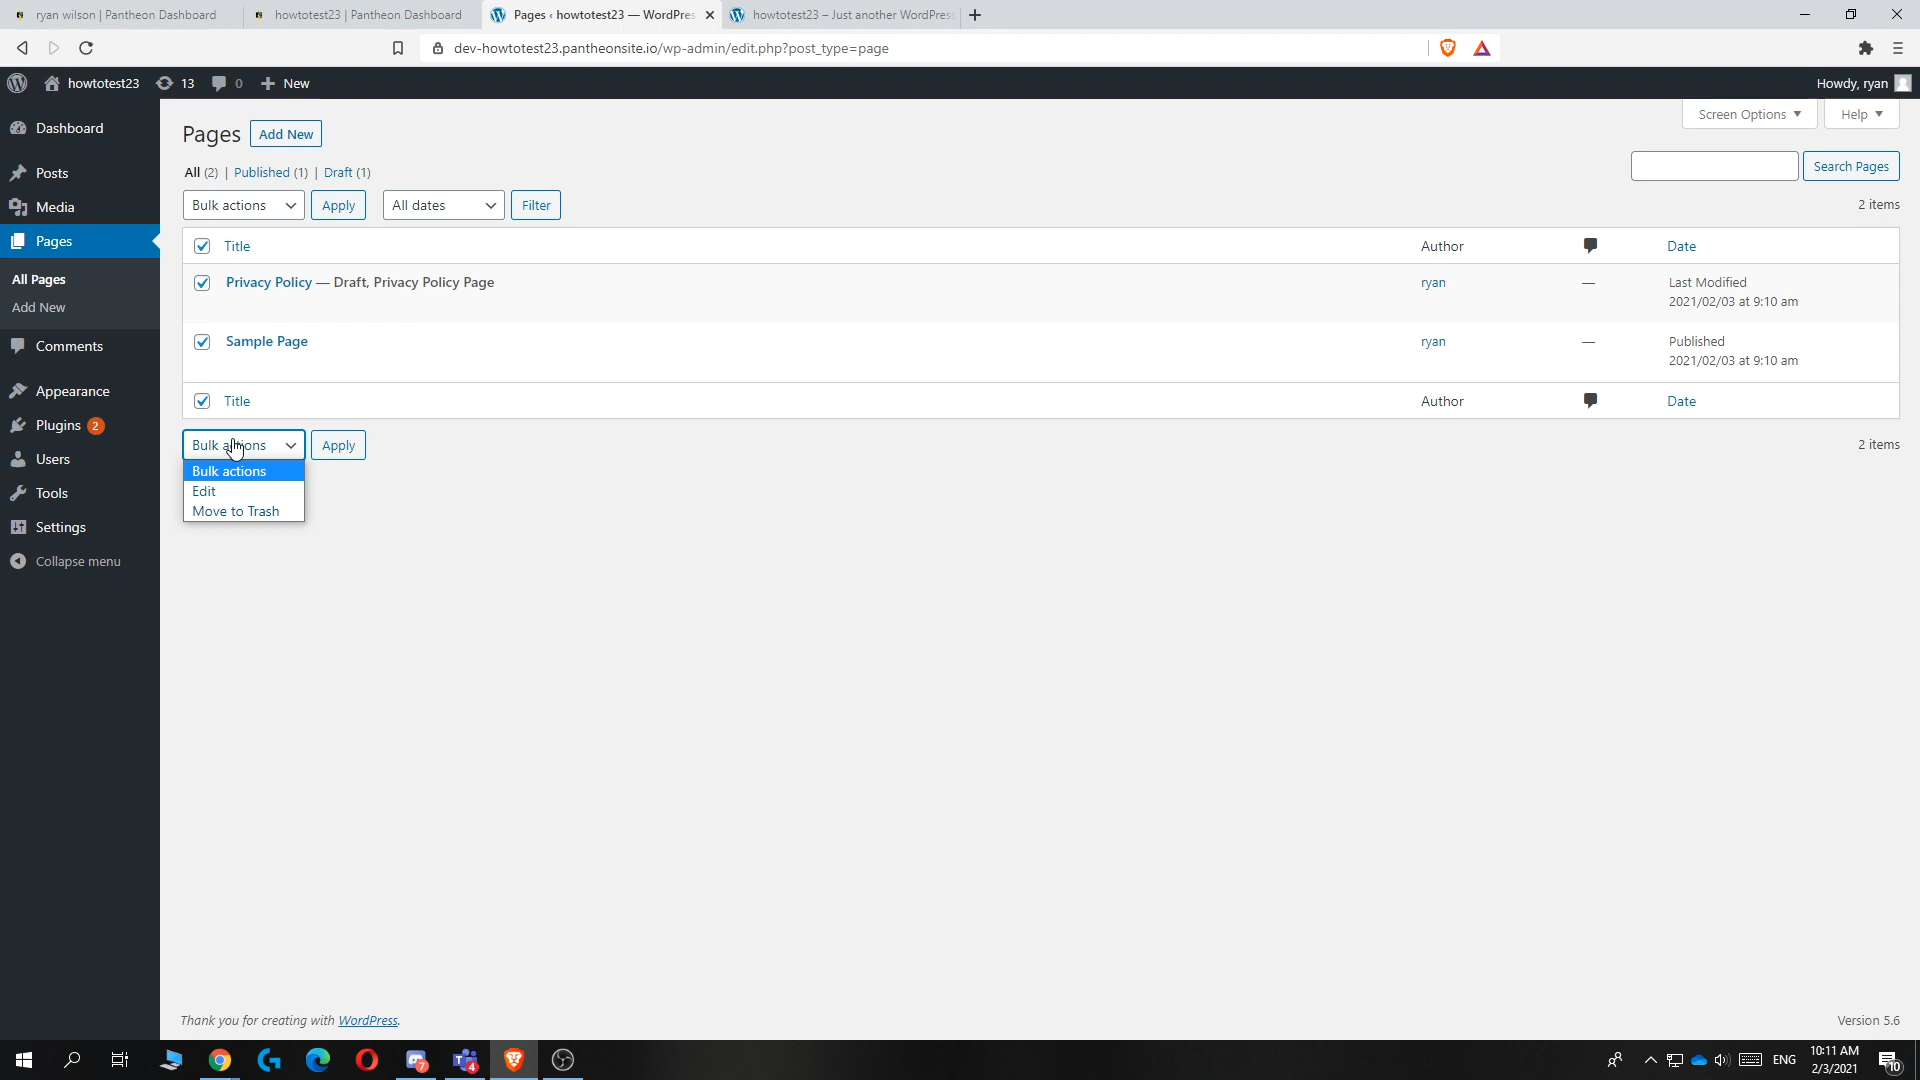 ryan wilson | Pantheon Dashboard
howtotest23 | Pantheon Dashboard
Pages ‹ howtotest23 — WordPres
howtotest23 – Just another WordPress
dev-howtotest23.pantheonsite.io/wp-admin/edit.php?post_type=page
howtotest23 13 0 New
Howdy, ryan
Screen Options
Help
Dashboard
Posts
Media
Pages
All Pages
Add New
Comments
Appearance
Plugins 2
Users
Tools
Settings
Collapse menu
Pages Add New
All (2) | Published (1) | Draft (1)
Search Pages
Bulk actions Apply All dates Filter
2 items
Title Author Date
Privacy Policy — Draft, Privacy Policy Page ryan — Last Modified
2021/02/03 at 9:10 am
Sample Page ryan — Published
2021/02/03 at 9:10 am
Title Author Date
Bulk actions Apply
2 items
Bulk actions
Edit
Move to Trash
Thank you for creating with WordPress.
Version 5.6
7
4
ENG
10:11 AM
2/3/2021
10